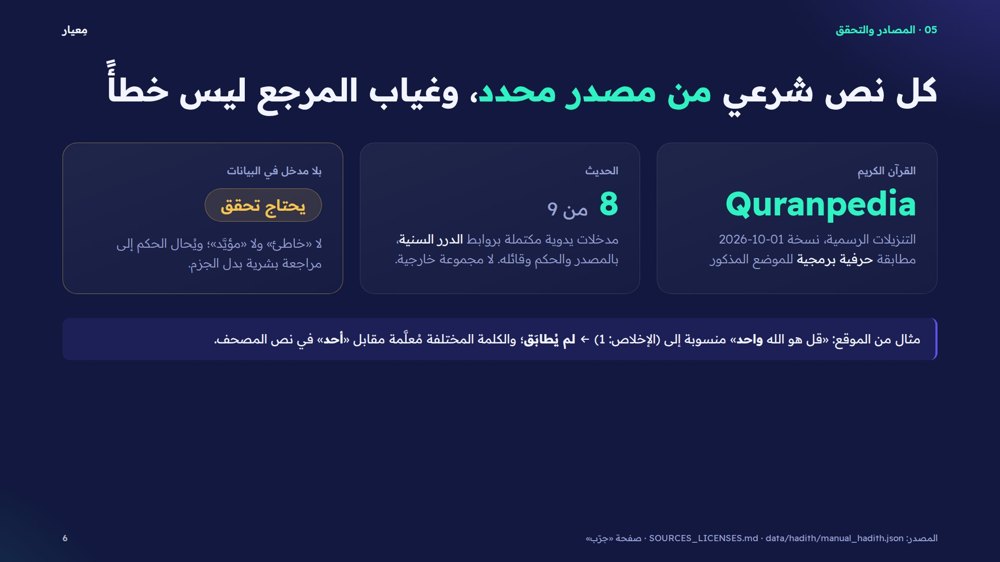 05 · المصادر والتحقق
مِعيار
كل نص شرعي من مصدر محدد، وغياب المرجع ليس خطأً
القرآن الكريم
Quranpedia
التنزيلات الرسمية، نسخة 01-10-2026
مطابقة حرفية برمجية للموضع المذكور
الحديث
8 من 9
مدخلات يدوية مكتملة بروابط الدرر السنية،
بالمصدر والحكم وقائله. لا مجموعة خارجية.
بلا مدخل في البيانات
يحتاج تحقق
لا «خاطئ» ولا «مؤيَّد»؛ ويُحال الحكم إلى
مراجعة بشرية بدل الجزم.
مثال من الموقع: «قل هو الله واحد» منسوبة إلى (الإخلاص: 1) ← لم يُطابَق؛ والكلمة المختلفة مُعلَّمة مقابل «أحد» في نص المصحف.
المصدر: SOURCES_LICENSES.md · data/hadith/manual_hadith.json · صفحة «جرّب»
6